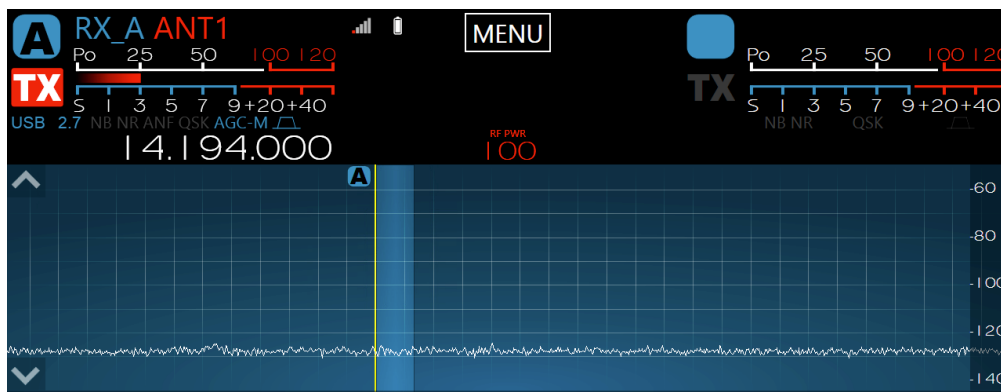 A RX_A ANT1 MENU
Po 25 50 100 120
TX
S 1 3 5 7 9 +20 +40
USB 2.7 NB NR ANF QSK AGC-M
14.194.000
RF PWR
100
Po 25 50 100 120
TX
S 1 3 5 7 9 +20 +40
NB NR QSK
A
-60
-80
-100
-120
-140